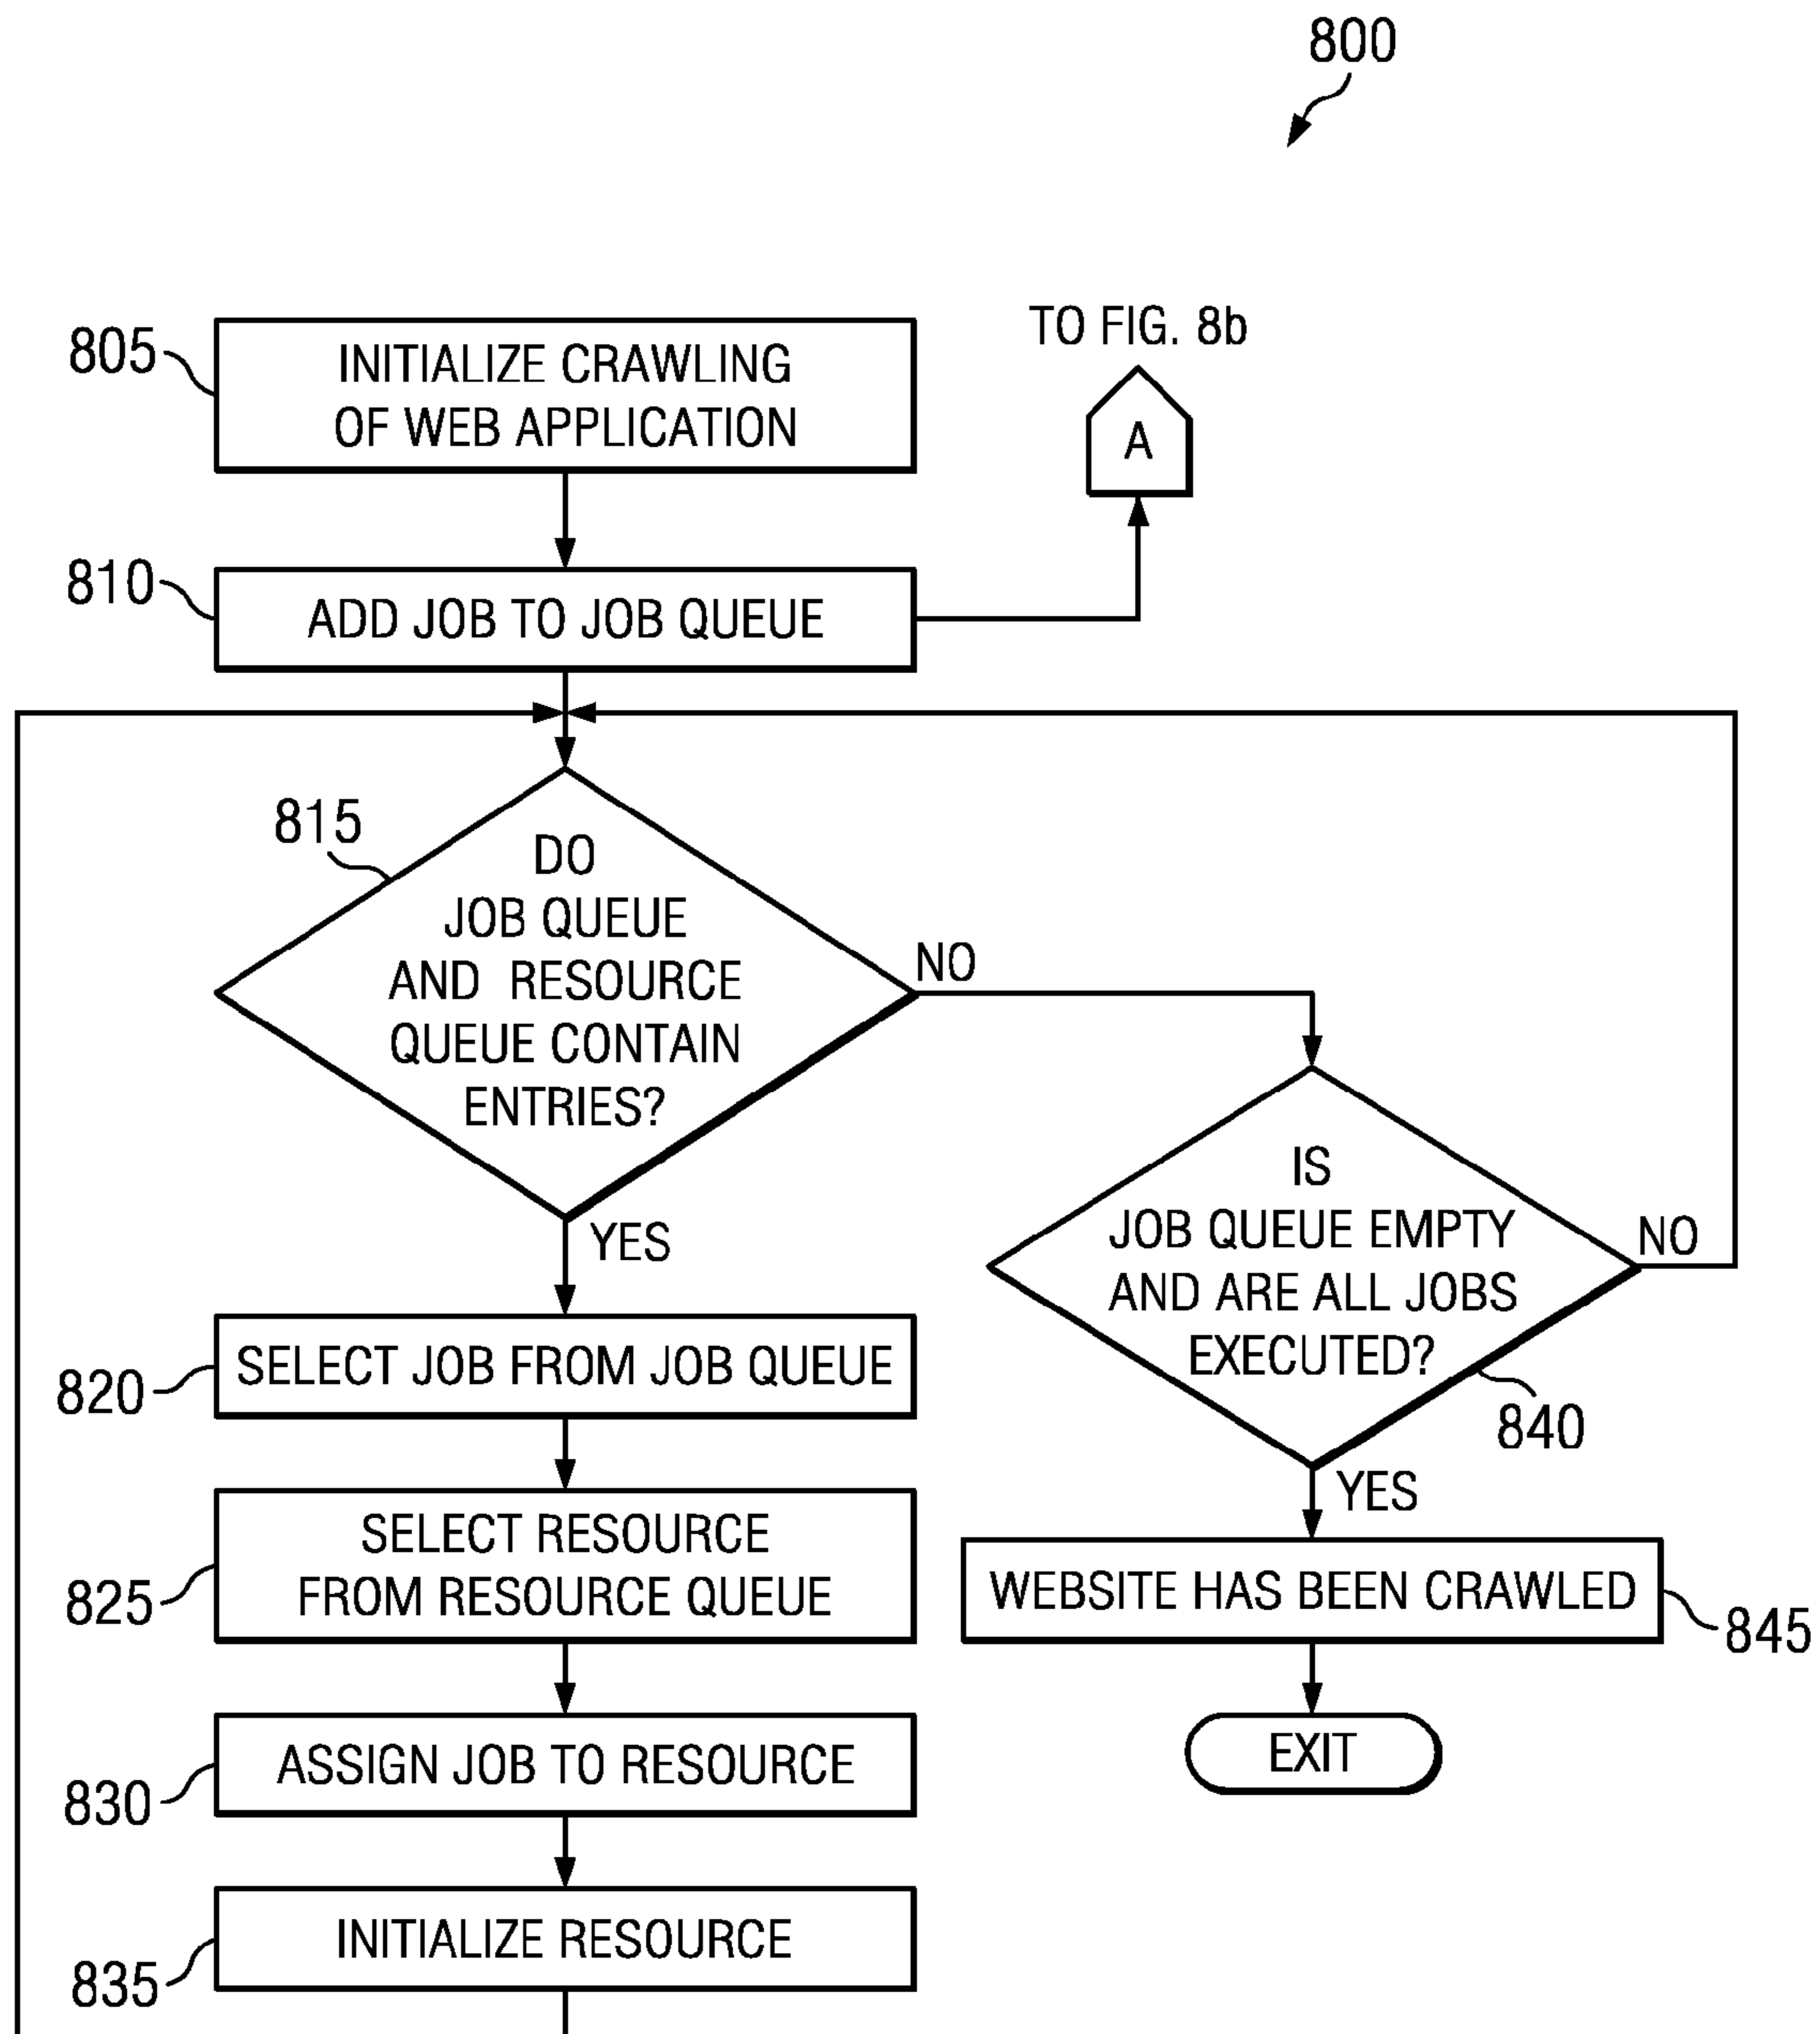 800
805
INITIALIZE CRAWLING
OF WEB APPLICATION
TO FIG. 8b
A
810
ADD JOB TO JOB QUEUE
815
DO
JOB QUEUE
AND RESOURCE
QUEUE CONTAIN
ENTRIES?
NO
YES
IS
JOB QUEUE EMPTY
AND ARE ALL JOBS
EXECUTED?
NO
840
YES
820
SELECT JOB FROM JOB QUEUE
825
SELECT RESOURCE
FROM RESOURCE QUEUE
WEBSITE HAS BEEN CRAWLED
845
830
ASSIGN JOB TO RESOURCE
EXIT
835
INITIALIZE RESOURCE